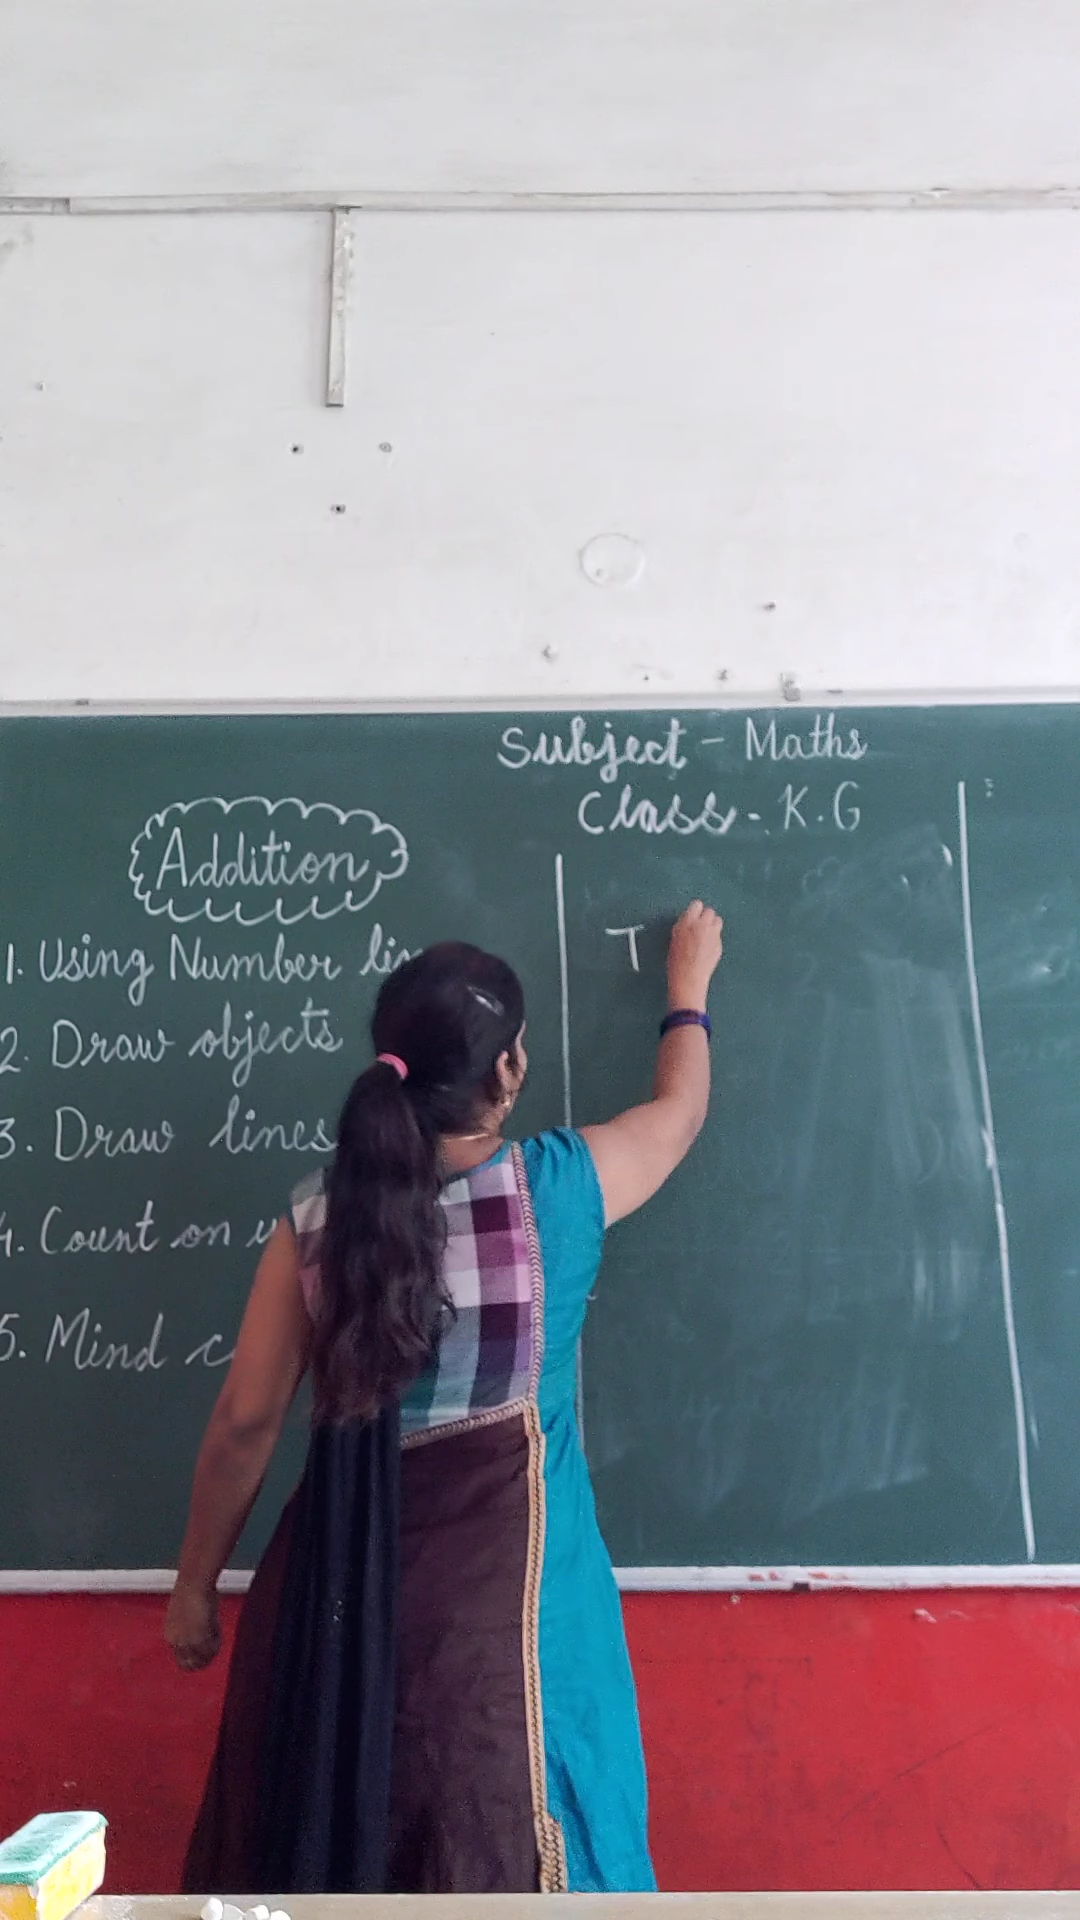 Subject - Maths
Class - K.G
Addition
1. Using Number
2. Draw objects
3. Draw lines
4. Count on
5. Mind
T